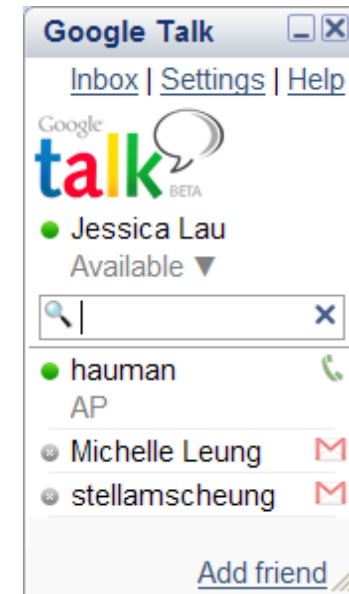 Google Talk
Inbox | Settings | Help
Google
talk
BETA
Jessica Lau
Available ▼
hauman
AP
Michelle Leung
stellamscheung
Add friend